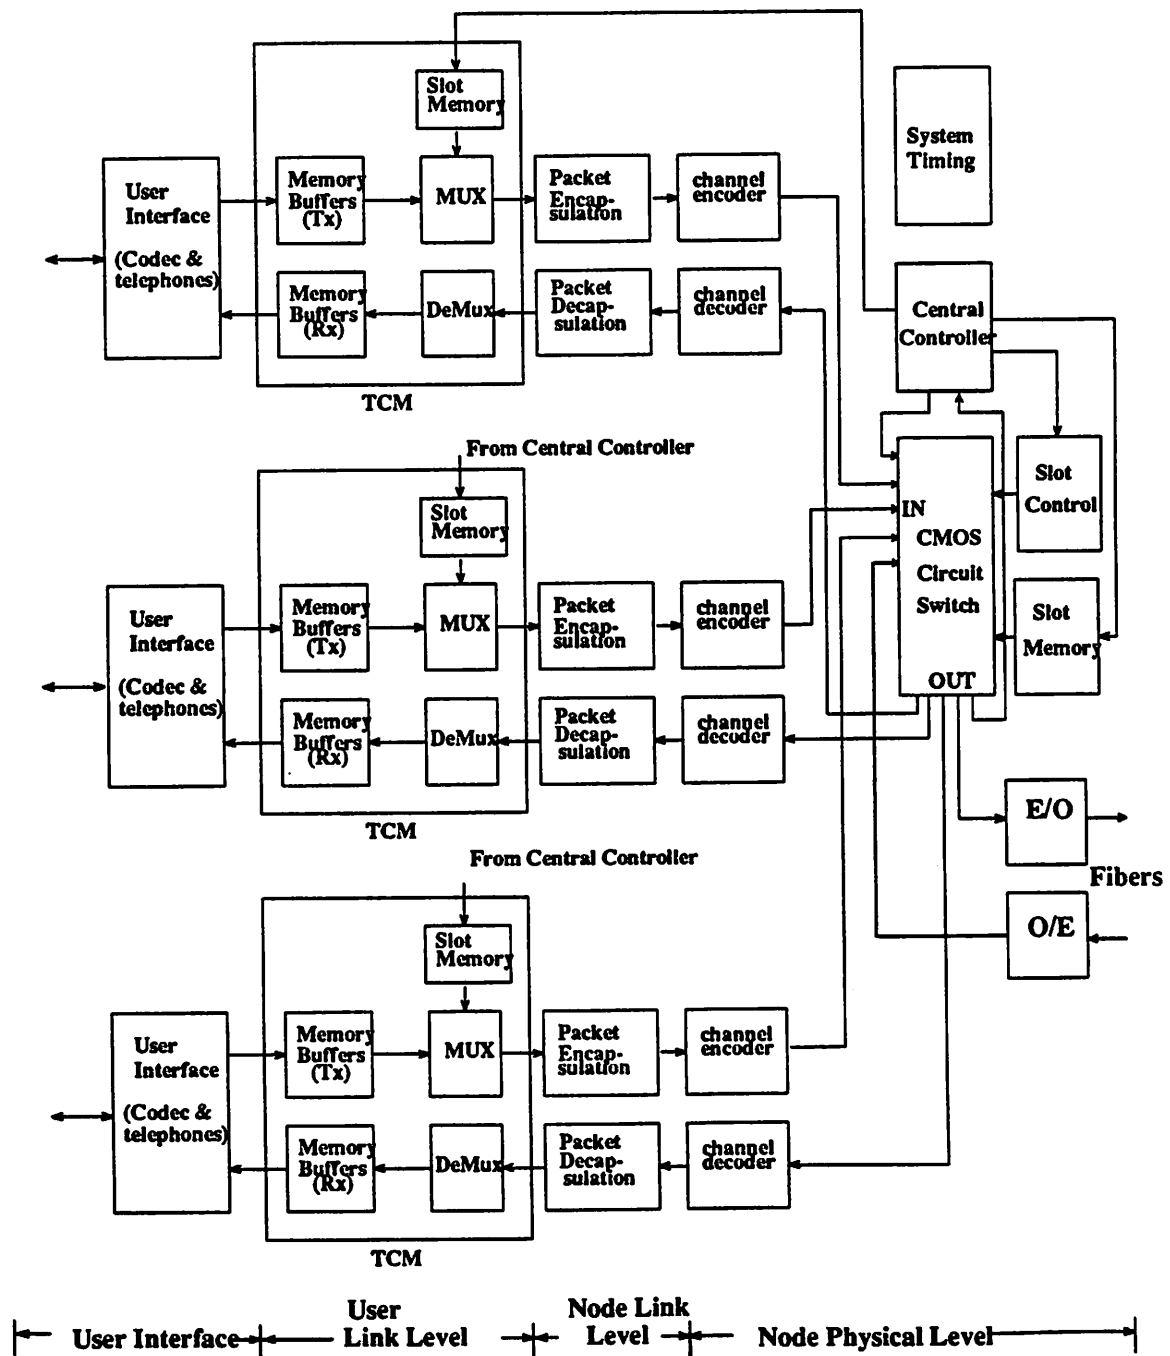 Slot
Memory
System
Timing
User
Interface
(Codec &
telephones)
Memory
Buffers
(Tx)
MUX
Packet
Encap-
sulation
channel
encoder
Memory
Buffers
(Rx)
DeMux
Packet
Decap-
sulation
channel
decoder
Central
Controller
TCM
From Central Controller
Slot
Memory
IN
CMOS
Circuit
Switch
OUT
Slot
Control
Slot
Memory
User
Interface
(Codec &
telephones)
Memory
Buffers
(Tx)
MUX
Packet
Encap-
sulation
channel
encoder
Memory
Buffers
(Rx)
DeMux
Packet
Decap-
sulation
channel
decoder
TCM
E/O
Fibers
O/E
From Central Controller
Slot
Memory
User
Interface
(Codec &
telephones)
Memory
Buffers
(Tx)
MUX
Packet
Encap-
sulation
channel
encoder
Memory
Buffers
(Rx)
DeMux
Packet
Decap-
sulation
channel
decoder
TCM
User Interface
User
Link Level
Node Link
Level
Node Physical Level